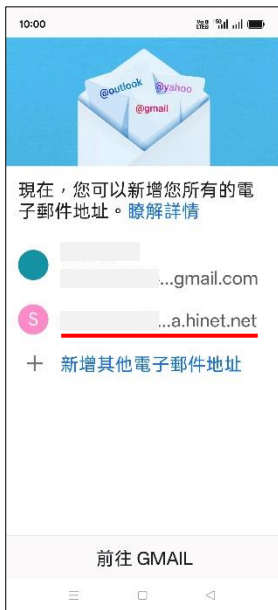 10:00
@outlook @yahoo
@gmail
現在，您可以新增您所有的電
子郵件地址。瞭解詳情
...gmail.com
S
...a.hinet.net
+ 新增其他電子郵件地址
前往 GMAIL